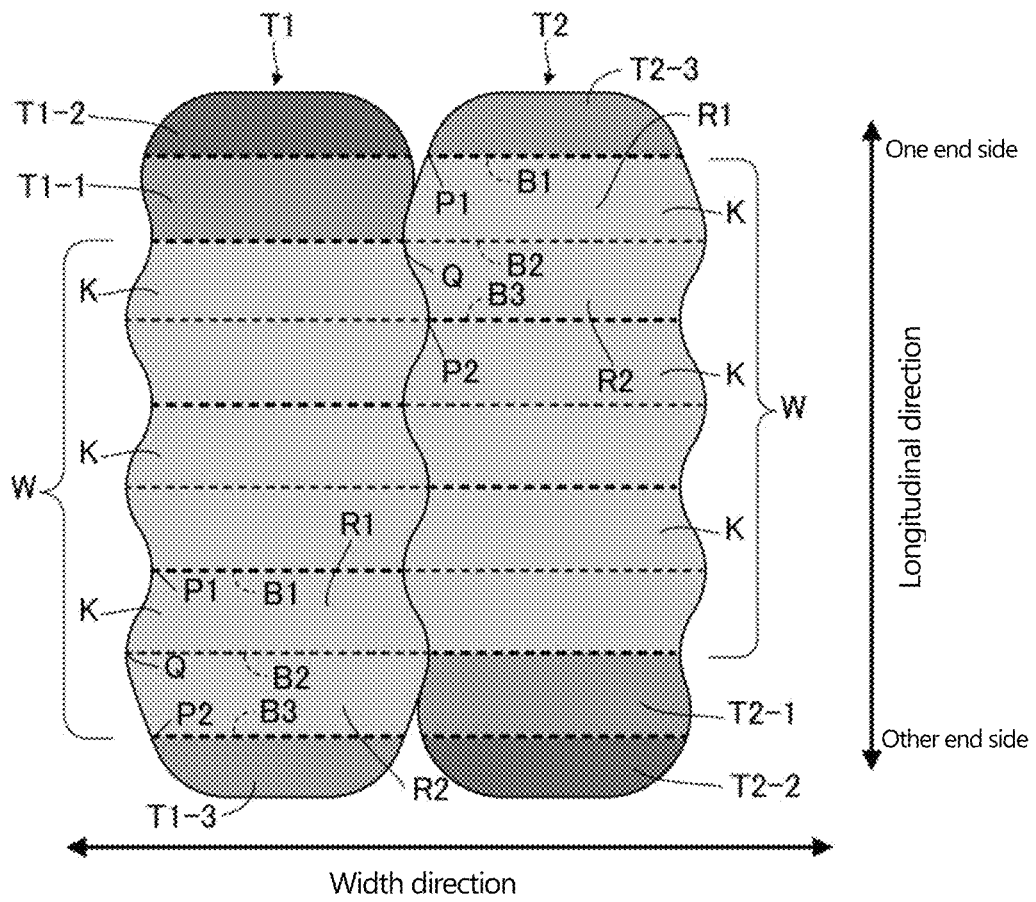 T1 T2
T2-3
T1-2 R1
One end side
T1-1 B1
P1 K
K Q B2
B3
P2 R2 K
W
K
W
R1 K
P1 B1
K
Q B2
P2 B3 T2-1
Other end side
R2 T2-2
T1-3
Width direction
Longitudinal direction